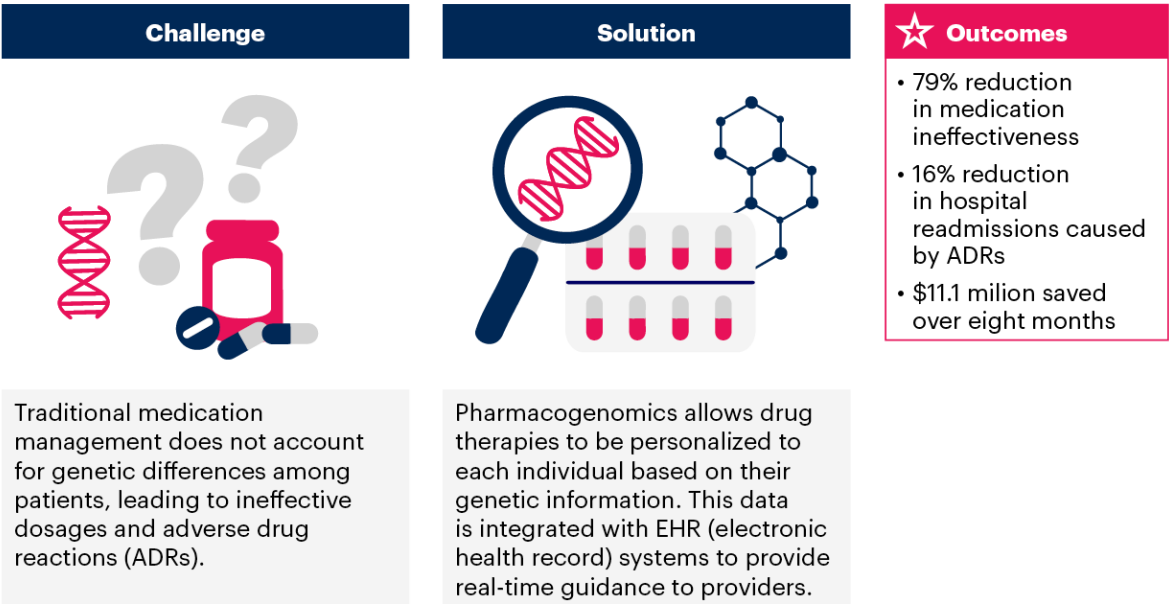 Challenge
Traditional medication
management does not account
for genetic differences among
patients, leading to ineffective
dosages and adverse drug
reactions (ADRs).
Solution
Pharmacogenomics allows drug
therapies to be personalized to
each individual based on their
genetic information. This data
is integrated with EHR (electronic
health record) systems to provide
real-time guidance to providers.
Outcomes
• 79% reduction
in medication
ineffectiveness
• 16% reduction
in hospital
readmissions caused
by ADRs
• $11.1 milion saved
over eight months